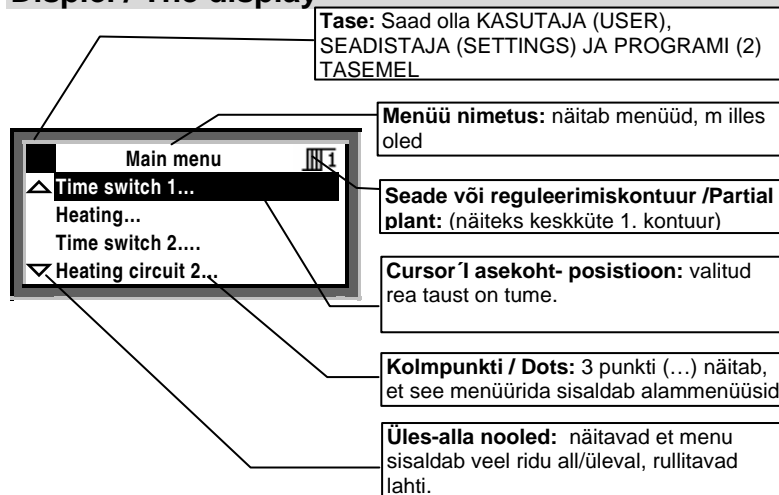 Displei / The display
Tase: Saad olla KASUTAJA (USER),
SEADISTAJA (SETTINGS) JA PROGRAMI (2)
TASEMEL
Menüü nimetus: näitab menüüd, m illes
oled
Seade või reguleerimiskontuur /Partial
plant: (näiteks keskküte 1. kontuur)
Cursor´l asekoht- posistioon: valitud
rea taust on tume.
Kolmpunkti / Dots: 3 punkti (…) näitab,
et see menüürida sisaldab alammenüüsid
Üles-alla nooled: näitavad et menu
sisaldab veel ridu all/üleval, rullitavad
lahti.
Main menu 1
Time switch 1...
Heating...
Time switch 2....
Heating circuit 2...